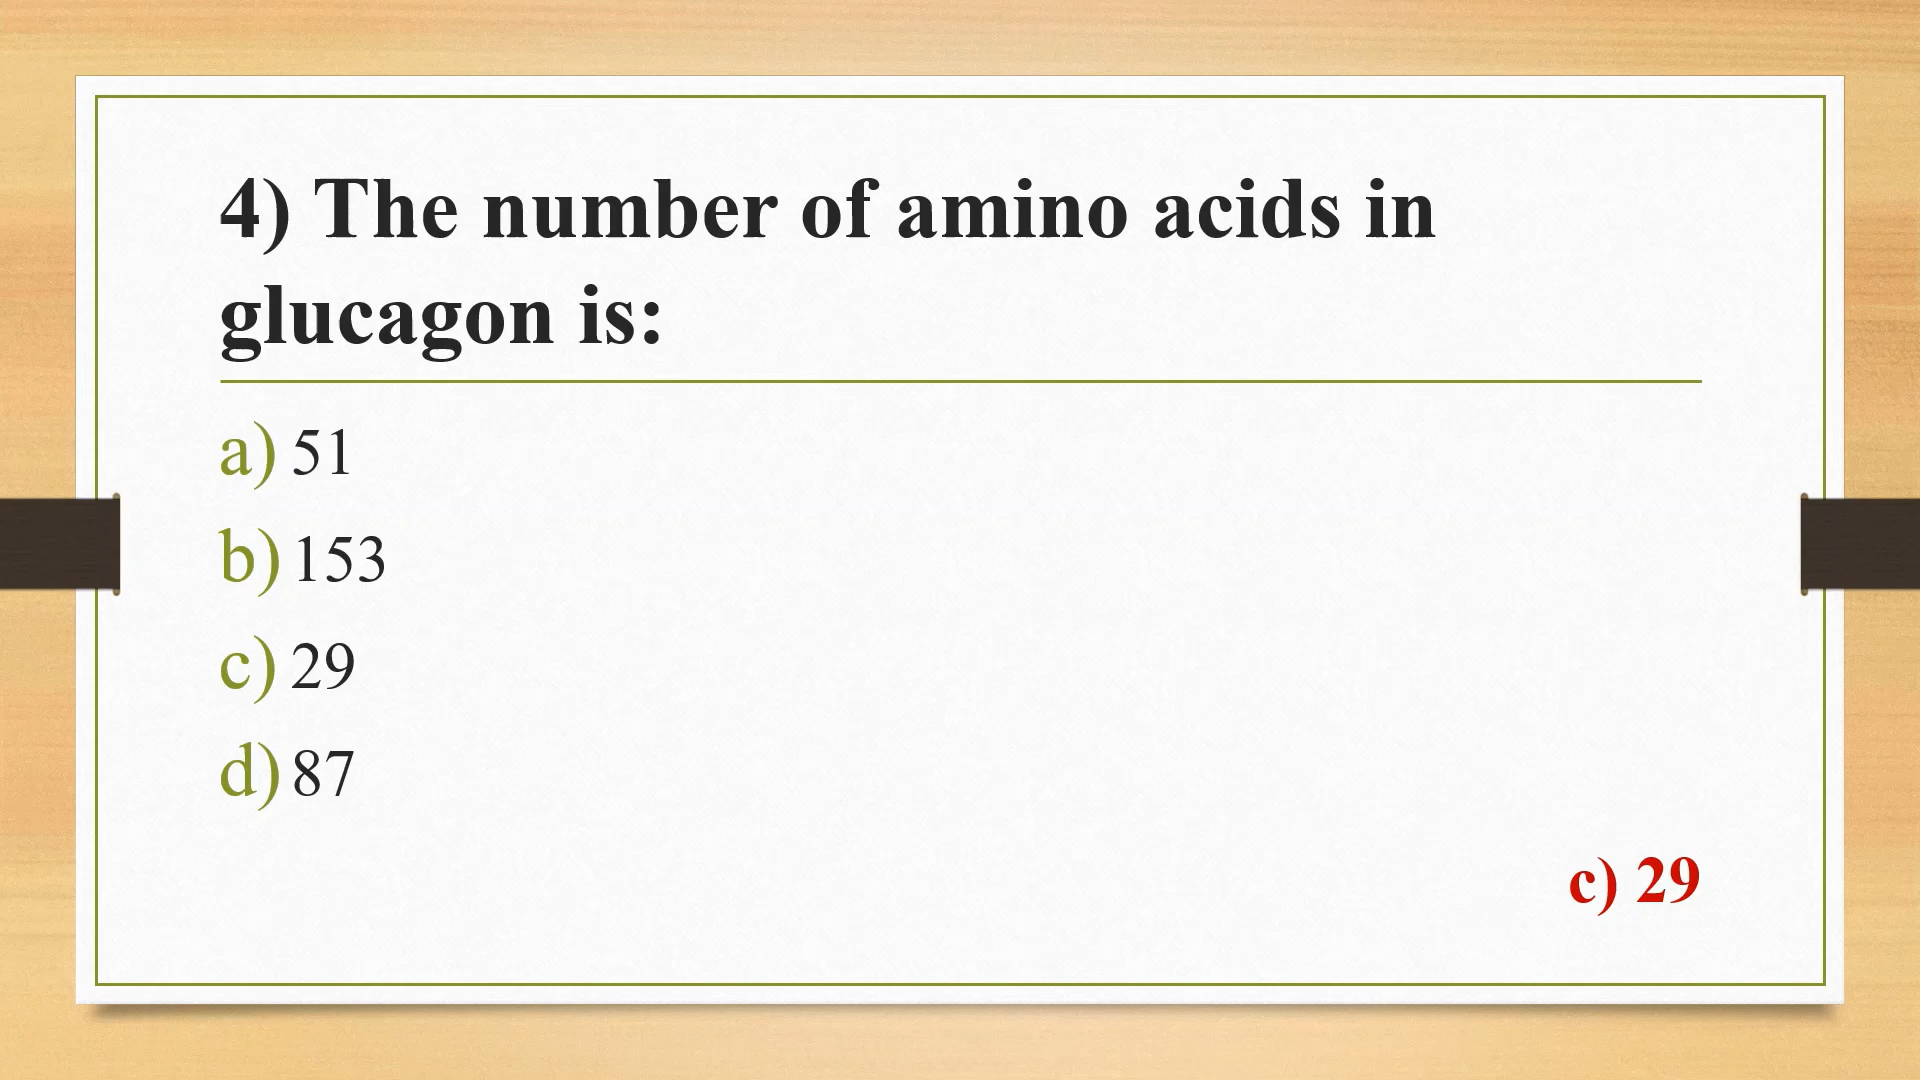 4) The number of amino acids in
glucagon is:
a) 51
b) 153
c) 29
d) 87
c) 29